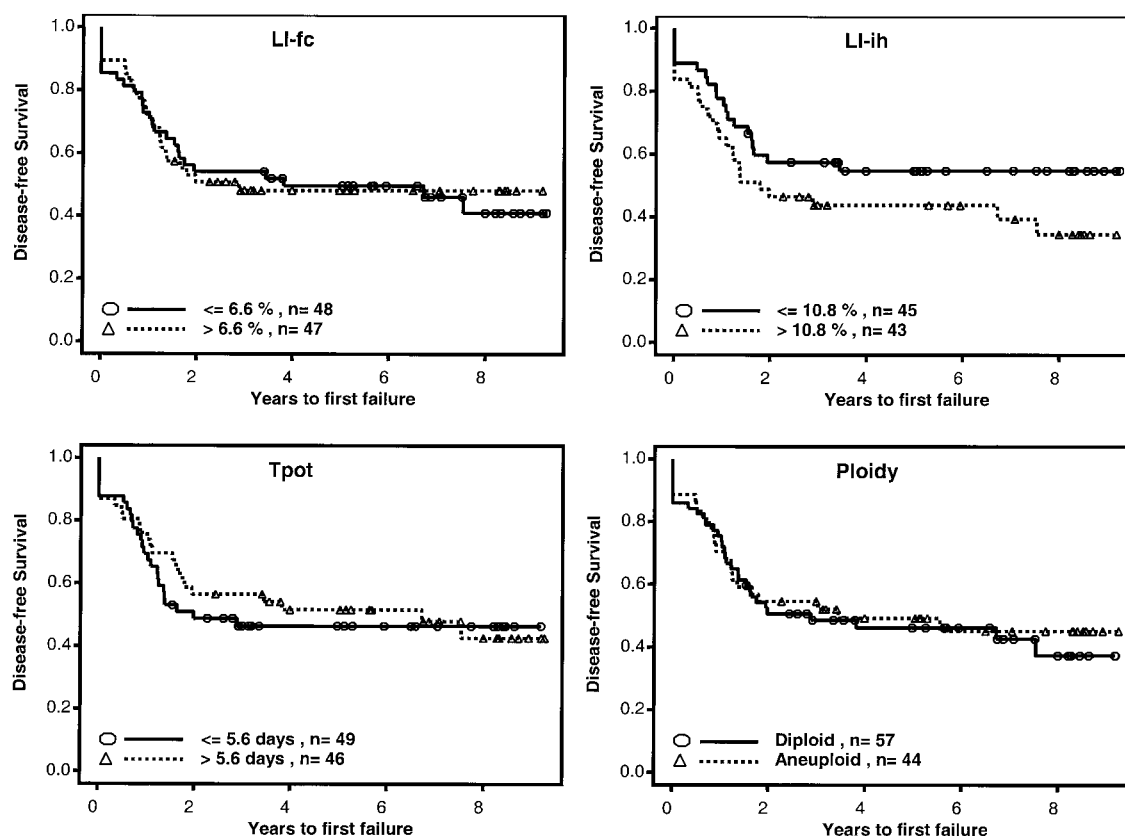 LI-fc
Disease-free Survival
1.0
0.8
0.6
0.4
0.2
0.0
<= 6.6 % , n= 48
> 6.6 % , n= 47
0 2 4 6 8
Years to first failure
LI-ih
Disease-free Survival
1.0
0.8
0.6
0.4
0.2
0.0
<= 10.8 % , n= 45
> 10.8 % , n= 43
0 2 4 6 8
Years to first failure
Tpot
Disease-free Survival
1.0
0.8
0.6
0.4
0.2
0.0
<= 5.6 days , n= 49
> 5.6 days , n= 46
0 2 4 6 8
Years to first failure
Ploidy
Disease-free Survival
1.0
0.8
0.6
0.4
0.2
0.0
Diploid , n= 57
Aneuploid , n= 44
0 2 4 6 8
Years to first failure